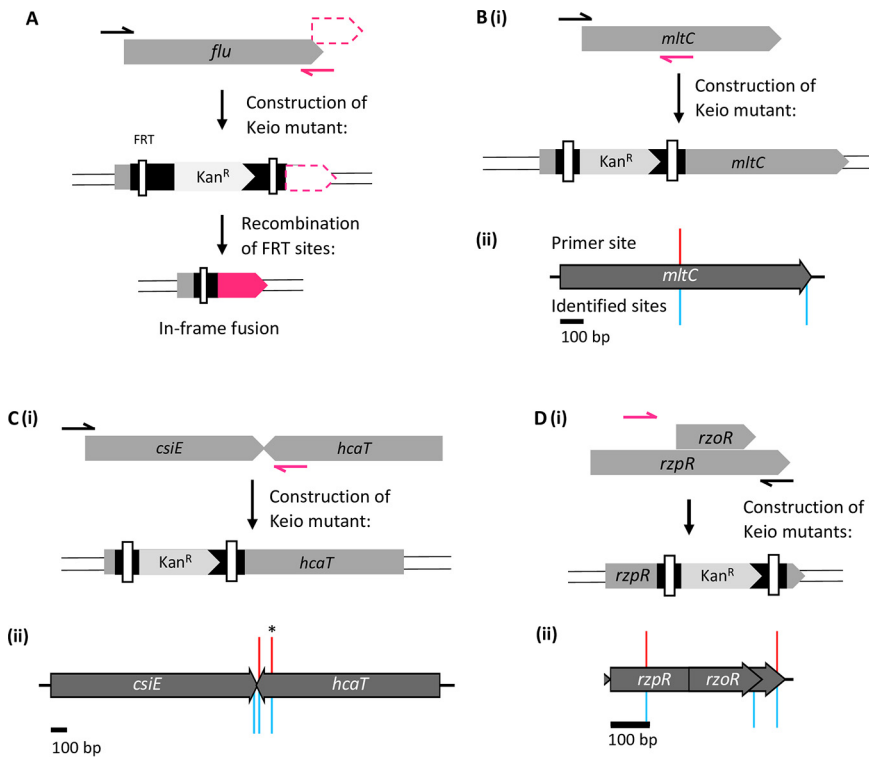 A
flu
Construction of
Keio mutant:
FRT
Kanᴿ
Recombination
of FRT sites:
In-frame fusion
B (i)
mltC
Construction of
Keio mutant:
Kanᴿ
mltC
(ii)
Primer site
mltC
Identified sites
100 bp
C (i)
csiE
hcaT
Construction of
Keio mutant:
Kanᴿ
hcaT
(ii)
*
csiE
hcaT
100 bp
D (i)
rzoR
rzpR
Construction of
Keio mutants:
rzpR
Kanᴿ
(ii)
rzpR
rzoR
100 bp